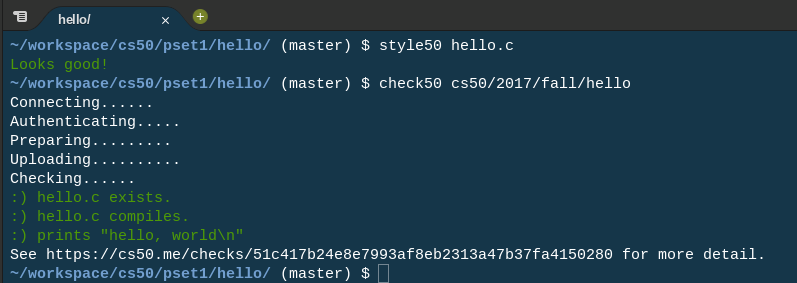 hello/
~/workspace/cs50/pset1/hello/ (master) $ style50 hello.c
Looks good!
~/workspace/cs50/pset1/hello/ (master) $ check50 cs50/2017/fall/hello
Connecting......
Authenticating.....
Preparing.........
Uploading..........
Checking......
:) hello.c exists.
:) hello.c compiles.
:) prints "hello, world\n"
See https://cs50.me/checks/51c417b24e8e7993af8eb2313a47b37fa4150280 for more detail.
~/workspace/cs50/pset1/hello/ (master) $